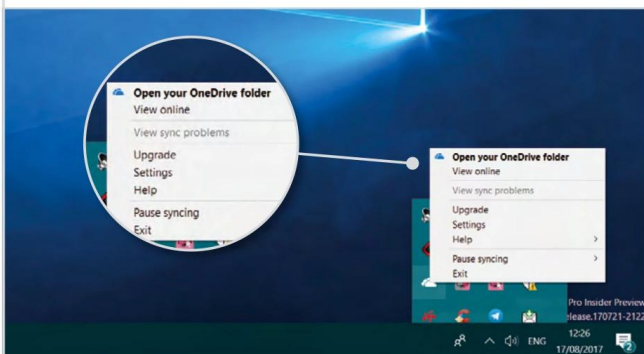 Open your OneDrive folder
View online
View sync problems
Upgrade
Settings
Help
Pause syncing
Exit
Open your OneDrive folder
View online
View sync problems
Upgrade
Settings
Help
Pause syncing
Exit
Pro Insider Preview
elease.170721-2122
ENG
12:26
17/08/2017
2